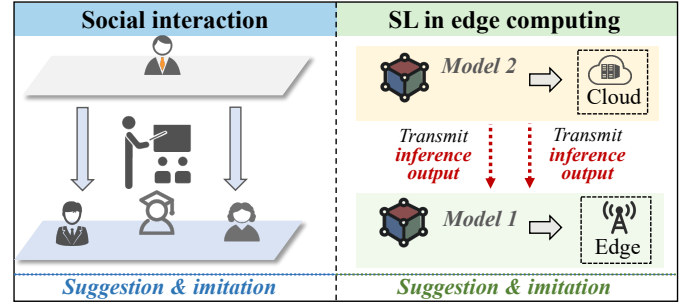 Social interaction
Suggestion & imitation
SL in edge computing
Model 2
Cloud
Transmit
inference
output
Transmit
inference
output
Model 1
Edge
Suggestion & imitation